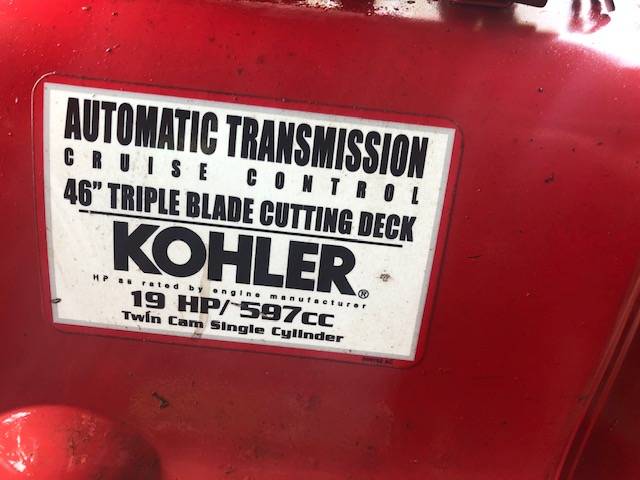 AUTOMATIC TRANSMISSION
CRUISE CONTROL
46" TRIPLE BLADE CUTTING DECK
KOHLER®
HP as rated by engine manufacturer
19 HP/597cc
Twin Cam Single Cylinder